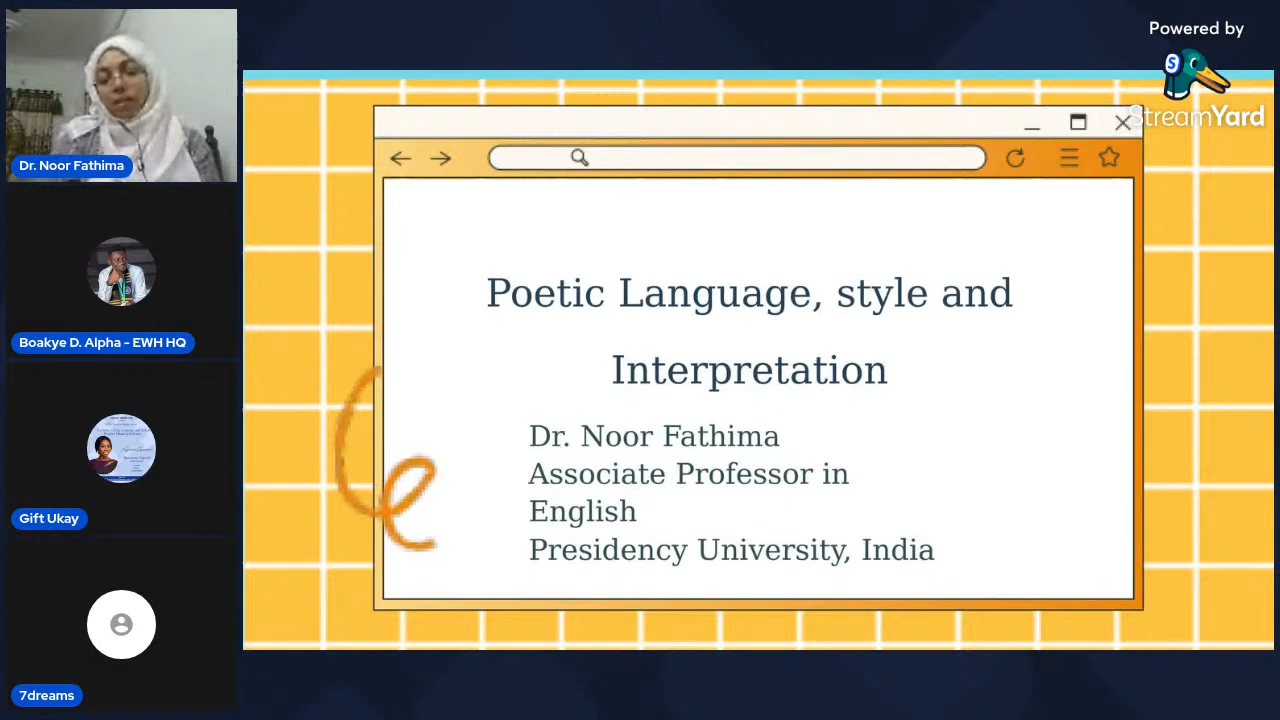 Powered by
StreamYard
Dr. Noor Fathima
Boakye D. Alpha - EWH HQ
Gift Ukay
7dreams
Poetic Language, style and
Interpretation
Dr. Noor Fathima
Associate Professor in
English
Presidency University, India